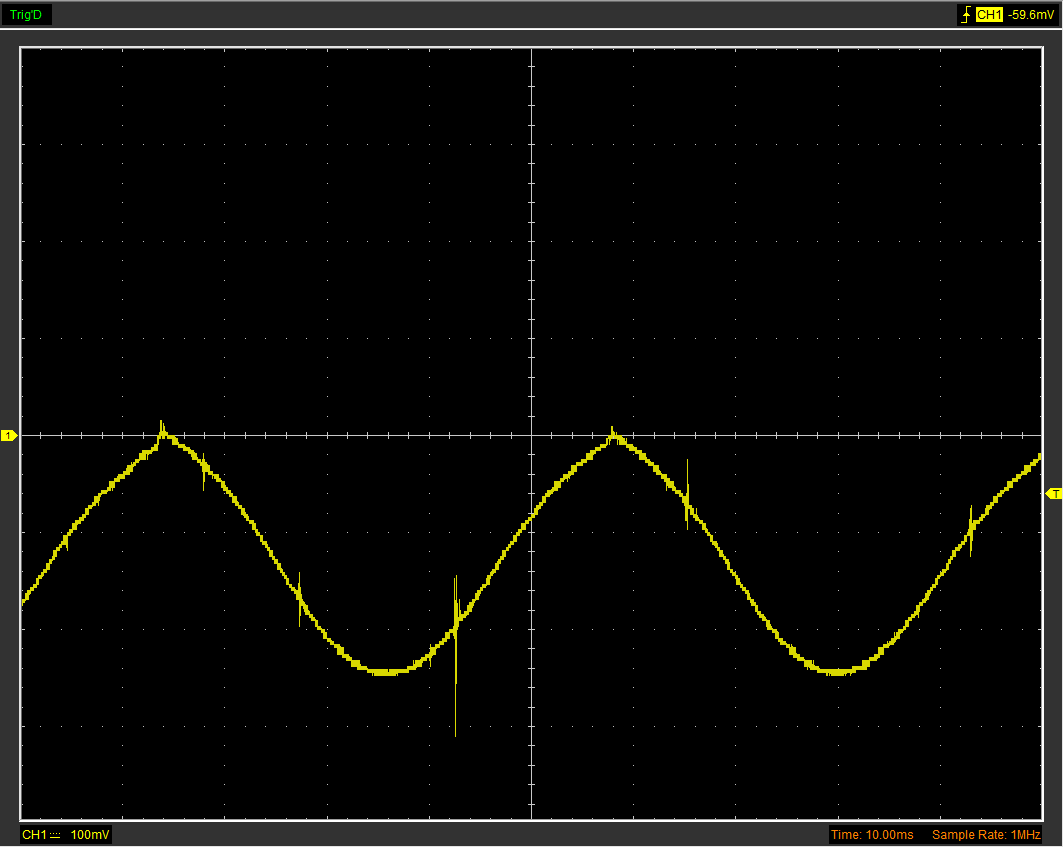 Trig'D
CH1 -59.6mV
1
T
CH1 100mV
Time: 10.00ms Sample Rate: 1MHz